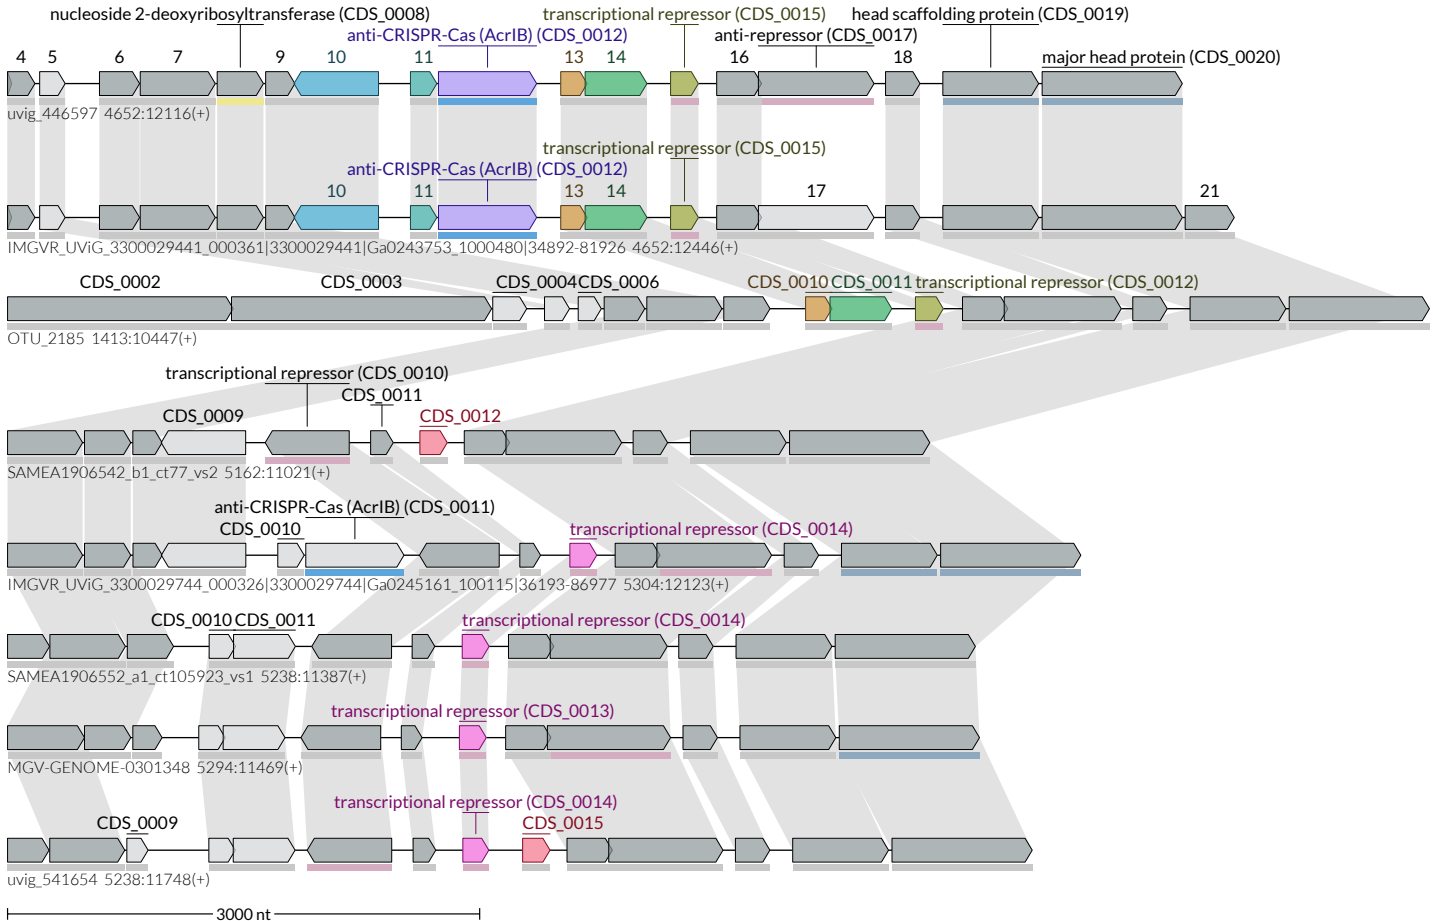 nucleoside 2-deoxyribosyltransferase (CDS_0008) transcriptional repressor (CDS_0015) head scaffolding protein (CDS_0019)
anti-CRISPR-Cas (AcrIB) (CDS_0012) anti-repressor (CDS_0017)
4 5 6 7 9 10 11 13 14 16 18 major head protein (CDS_0020)
uvig_446597 4652:12116(+)
transcriptional repressor (CDS_0015)
anti-CRISPR-Cas (AcrIB) (CDS_0012)
10 11 13 14 17 21
IMGVR_UViG_3300029441_000361|3300029441|Ga0243753_1000480|34892-81926 4652:12446(+)
CDS_0002 CDS_0003 CDS_0004 CDS_0006 CDS_0010 CDS_0011 transcriptional repressor (CDS_0012)
OTU_2185 1413:10447(+)
transcriptional repressor (CDS_0010)
CDS_0011
CDS_0009 CDS_0012
SAMEA1906542_b1_ct77_vs2 5162:11021(+)
anti-CRISPR-Cas (AcrIB) (CDS_0011)
CDS_0010 transcriptional repressor (CDS_0014)
IMGVR_UViG_3300029744_000326|3300029744|Ga0245161_100115|36193-86977 5304:12123(+)
CDS_0010 CDS_0011 transcriptional repressor (CDS_0014)
SAMEA1906552_a1_ct105923_vs1 5238:11387(+)
transcriptional repressor (CDS_0013)
MGV-GENOME-0301348 5294:11469(+)
transcriptional repressor (CDS_0014)
CDS_0009 CDS_0015
uvig_541654 5238:11748(+)
3000 nt